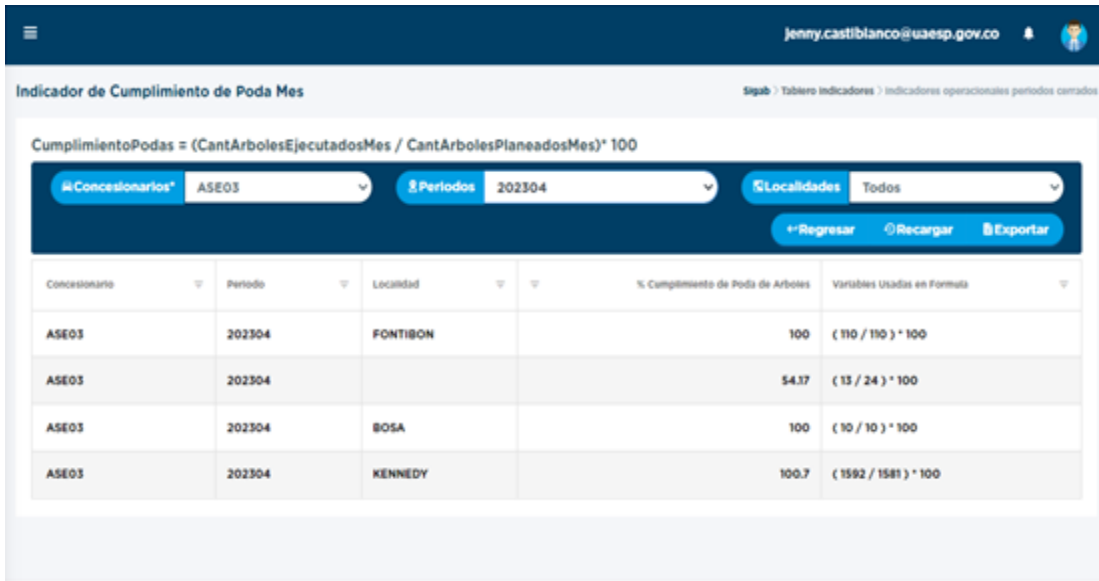 jenny.castiblanco@uaesp.gov.co
Indicador de Cumplimiento de Poda Mes
Sigab > Tablero indicadores > Indicadores operacionales periodos cerrados
CumplimientoPodas = (CantArbolesEjecutadosMes / CantArbolesPlaneadosMes)* 100
Concesionarios* ASE03 Periodos 202304 Localidades Todos
Regresar Recargar Exportar
Concesionario Periodo Localidad % Cumplimiento de Poda de Arboles Variables Usadas en Formula
ASE03 202304 FONTIBON 100 ( 110 / 110 ) * 100
ASE03 202304 54.17 ( 13 / 24 ) * 100
ASE03 202304 BOSA 100 ( 10 / 10 ) * 100
ASE03 202304 KENNEDY 100.7 ( 1592 / 1581 ) * 100